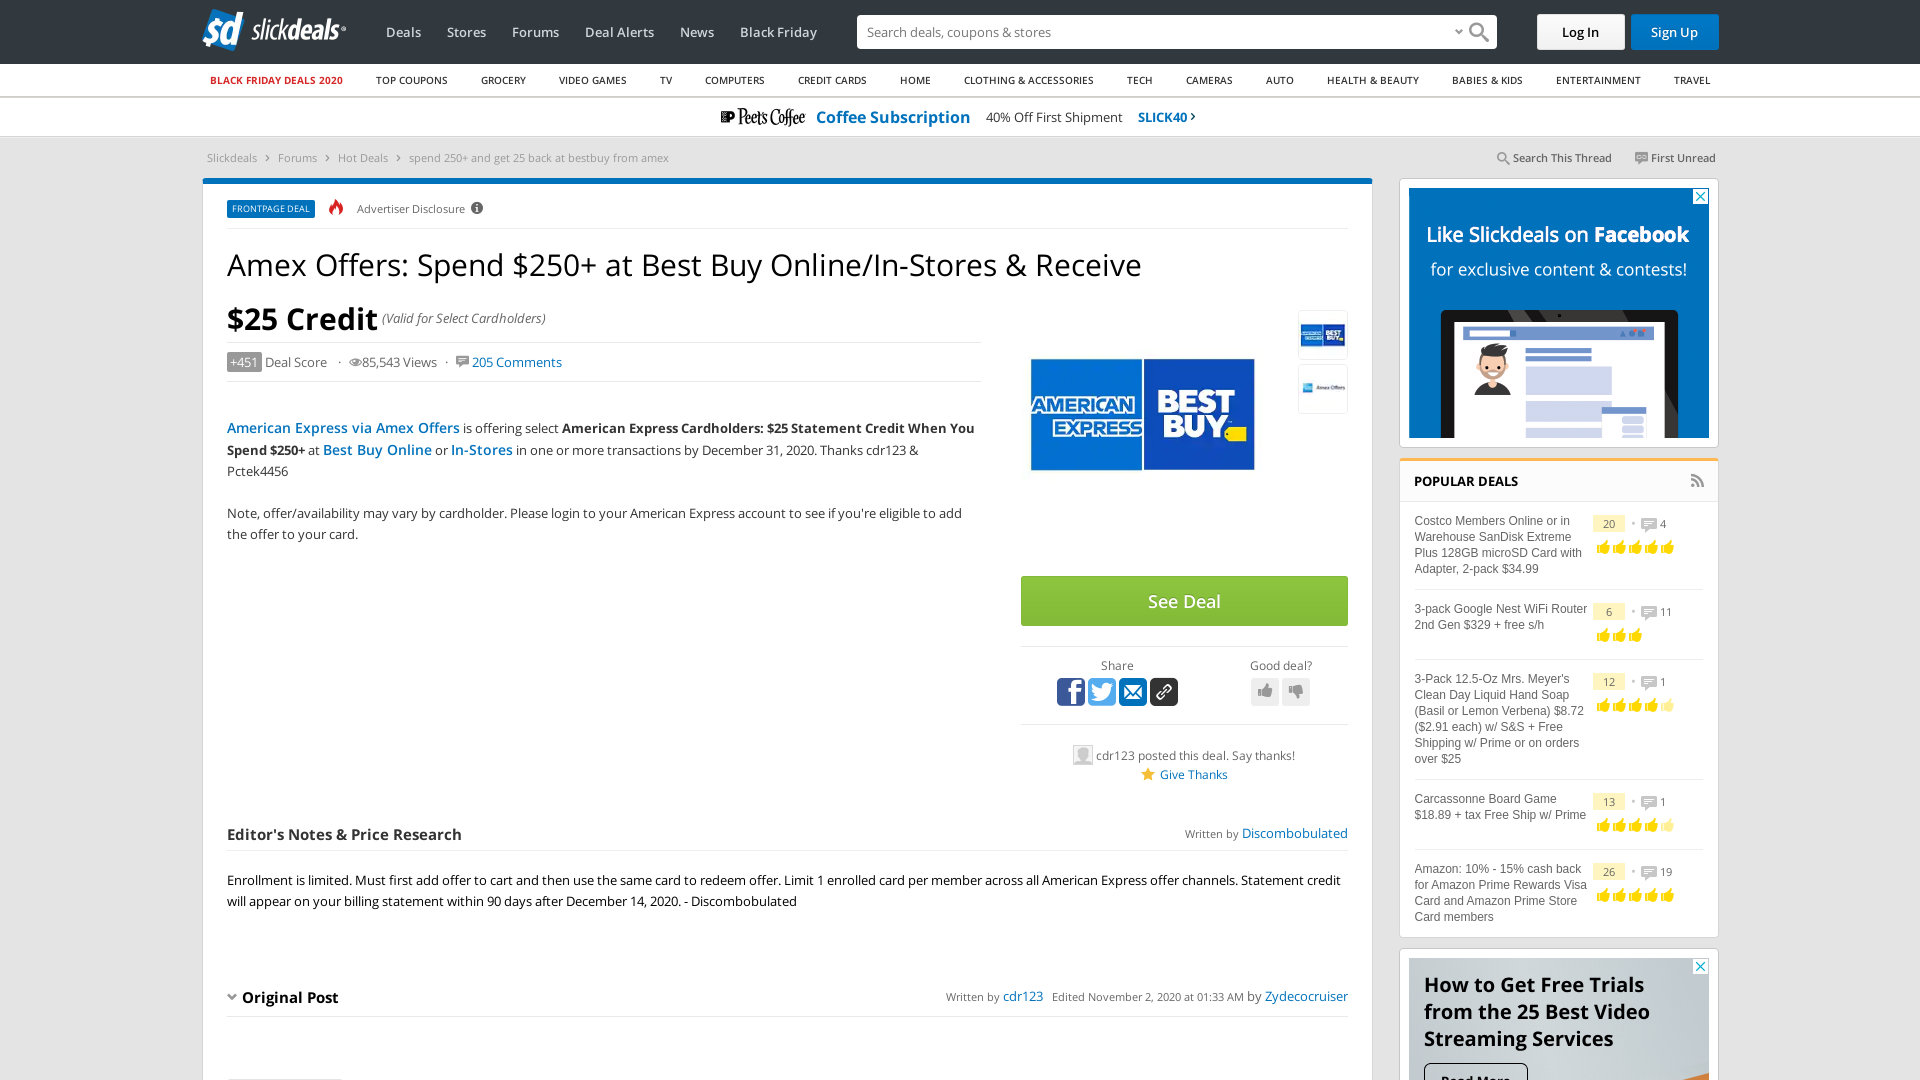 sd slickdeals
Deals Stores Forums Deal Alerts News Black Friday
Search deals, coupons & stores
Log In Sign Up
BLACK FRIDAY DEALS 2020 TOP COUPONS GROCERY VIDEO GAMES TV COMPUTERS CREDIT CARDS HOME CLOTHING & ACCESSORIES TECH CAMERAS AUTO HEALTH & BEAUTY BABIES & KIDS ENTERTAINMENT TRAVEL
Peet's Coffee Coffee Subscription 40% Off First Shipment SLICK40
Slickdeals Forums Hot Deals spend 250+ and get 25 back at bestbuy from amex
Search This Thread First Unread
FRONTPAGE DEAL Advertiser Disclosure
Amex Offers: Spend $250+ at Best Buy Online/In-Stores & Receive
$25 Credit (Valid for Select Cardholders)
+451 Deal Score · 85,543 Views · 205 Comments
American Express via Amex Offers is offering select American Express Cardholders: $25 Statement Credit When You
Spend $250+ at Best Buy Online or In-Stores in one or more transactions by December 31, 2020. Thanks cdr123 &
Pctek4456
Note, offer/availability may vary by cardholder. Please login to your American Express account to see if you're eligible to add
the offer to your card.
AMERICAN
EXPRESS
BEST
BUY
AMERICAN
EXPRESS
BEST
BUY
Amex Offers
See Deal
Share
Good deal?
cdr123 posted this deal. Say thanks!
Give Thanks
Editor's Notes & Price Research
Written by Discombobulated
Enrollment is limited. Must first add offer to cart and then use the same card to redeem offer. Limit 1 enrolled card per member across all American Express offer channels. Statement credit
will appear on your billing statement within 90 days after December 14, 2020. - Discombobulated
Original Post
Written by cdr123 Edited November 2, 2020 at 01:33 AM by Zydecocruiser
Like Slickdeals on Facebook
for exclusive content & contests!
POPULAR DEALS
Costco Members Online or in
Warehouse SanDisk Extreme
Plus 128GB microSD Card with
Adapter, 2-pack $34.99
20 • 4
3-pack Google Nest WiFi Router
2nd Gen $329 + free s/h
6 • 11
3-Pack 12.5-Oz Mrs. Meyer's
Clean Day Liquid Hand Soap
(Basil or Lemon Verbena) $8.72
($2.91 each) w/ S&S + Free
Shipping w/ Prime or on orders
over $25
12 • 1
Carcassonne Board Game
$18.89 + tax Free Ship w/ Prime
13 • 1
Amazon: 10% - 15% cash back
for Amazon Prime Rewards Visa
Card and Amazon Prime Store
Card members
26 • 19
How to Get Free Trials
from the 25 Best Video
Streaming Services
Read More